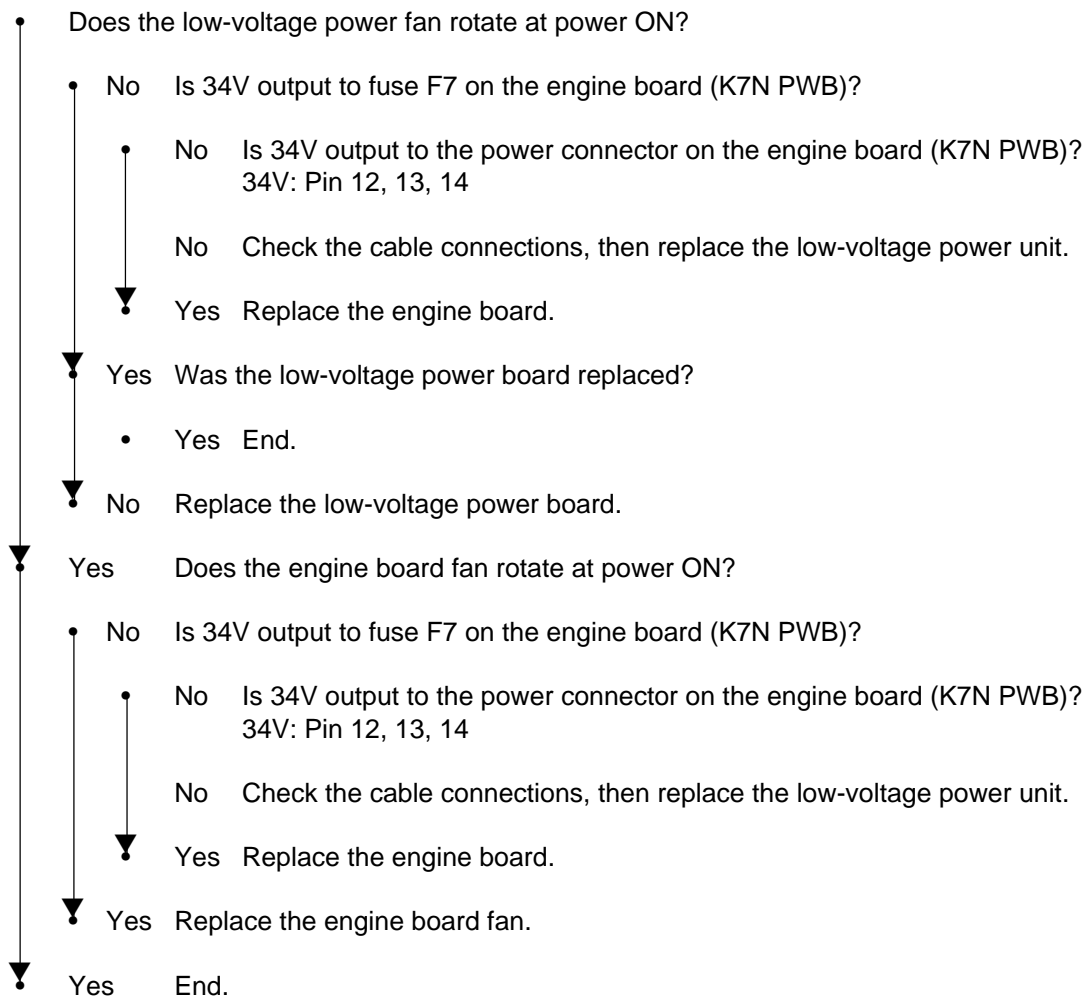 • Does the low-voltage power fan rotate at power ON?
• No Is 34V output to fuse F7 on the engine board (K7N PWB)?
• No Is 34V output to the power connector on the engine board (K7N PWB)?
34V: Pin 12, 13, 14
No Check the cable connections, then replace the low-voltage power unit.
Yes Replace the engine board.
Yes Was the low-voltage power board replaced?
• Yes End.
No Replace the low-voltage power board.
Yes Does the engine board fan rotate at power ON?
• No Is 34V output to fuse F7 on the engine board (K7N PWB)?
• No Is 34V output to the power connector on the engine board (K7N PWB)?
34V: Pin 12, 13, 14
No Check the cable connections, then replace the low-voltage power unit.
Yes Replace the engine board.
Yes Replace the engine board fan.
Yes End.